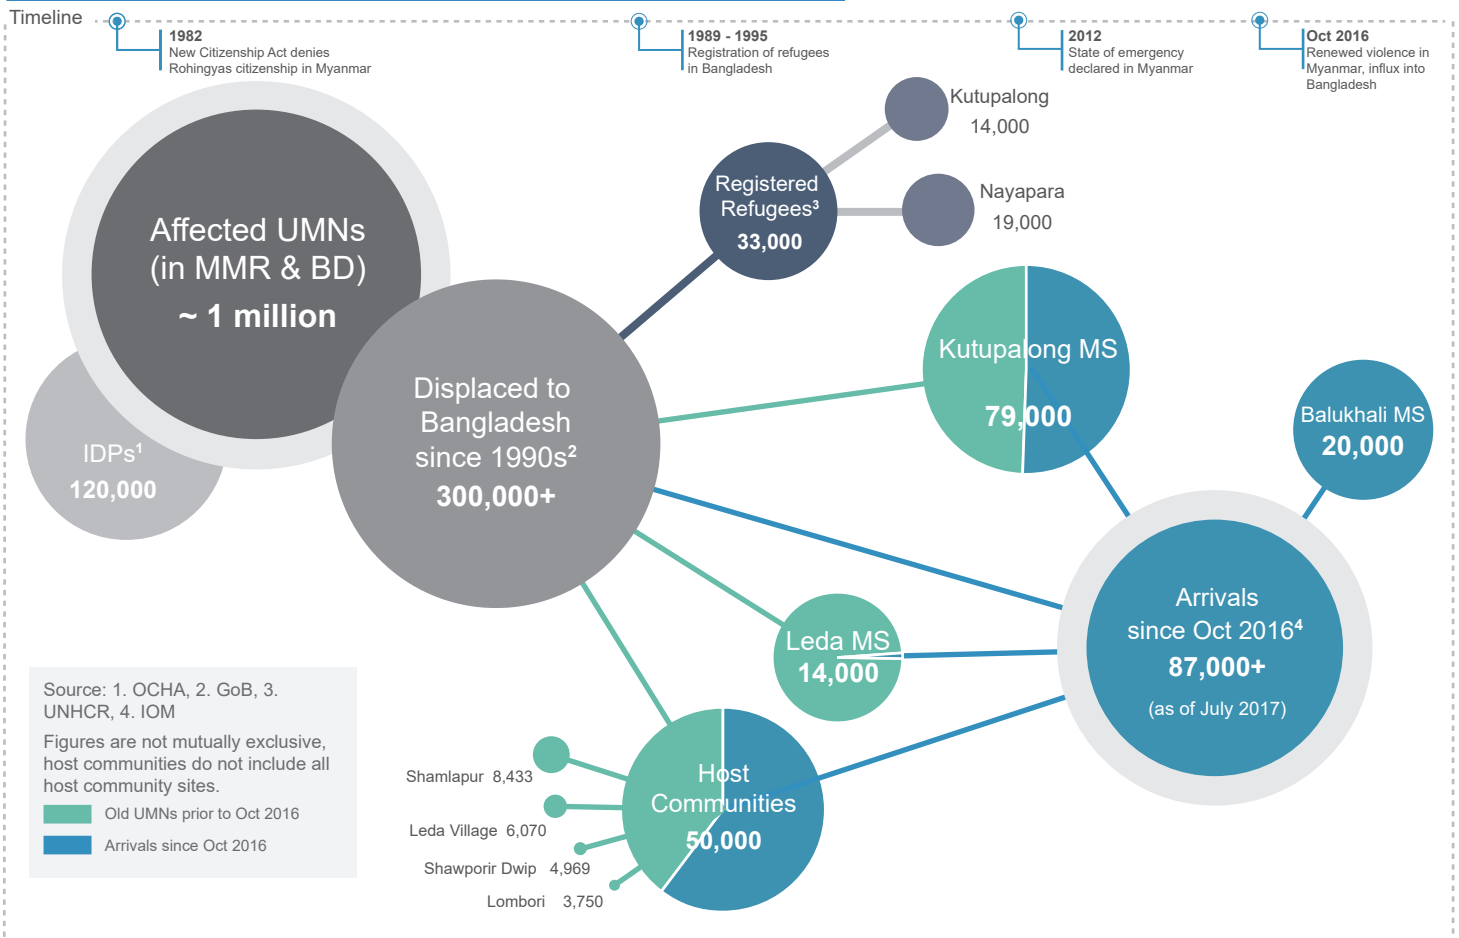 Timeline
1982
New Citizenship Act denies
Rohingyas citizenship in Myanmar
1989 - 1995
Registration of refugees
in Bangladesh
2012
State of emergency
declared in Myanmar
Oct 2016
Renewed violence in
Myanmar, influx into
Bangladesh
Affected UMNs
(in MMR & BD)
~ 1 million
IDPs¹
120,000
Displaced to
Bangladesh
since 1990s²
300,000+
Registered
Refugees³
33,000
Kutupalong
14,000
Nayapara
19,000
Kutupalong MS
79,000
Balukhali MS
20,000
Arrivals
since Oct 2016⁴
87,000+
(as of July 2017)
Leda MS
14,000
Host
Communities
50,000
Shamlapur 8,433
Leda Village 6,070
Shawporir Dwip 4,969
Lombori 3,750
Source: 1. OCHA, 2. GoB, 3.
UNHCR, 4. IOM
Figures are not mutually exclusive,
host communities do not include all
host community sites.
Old UMNs prior to Oct 2016
Arrivals since Oct 2016